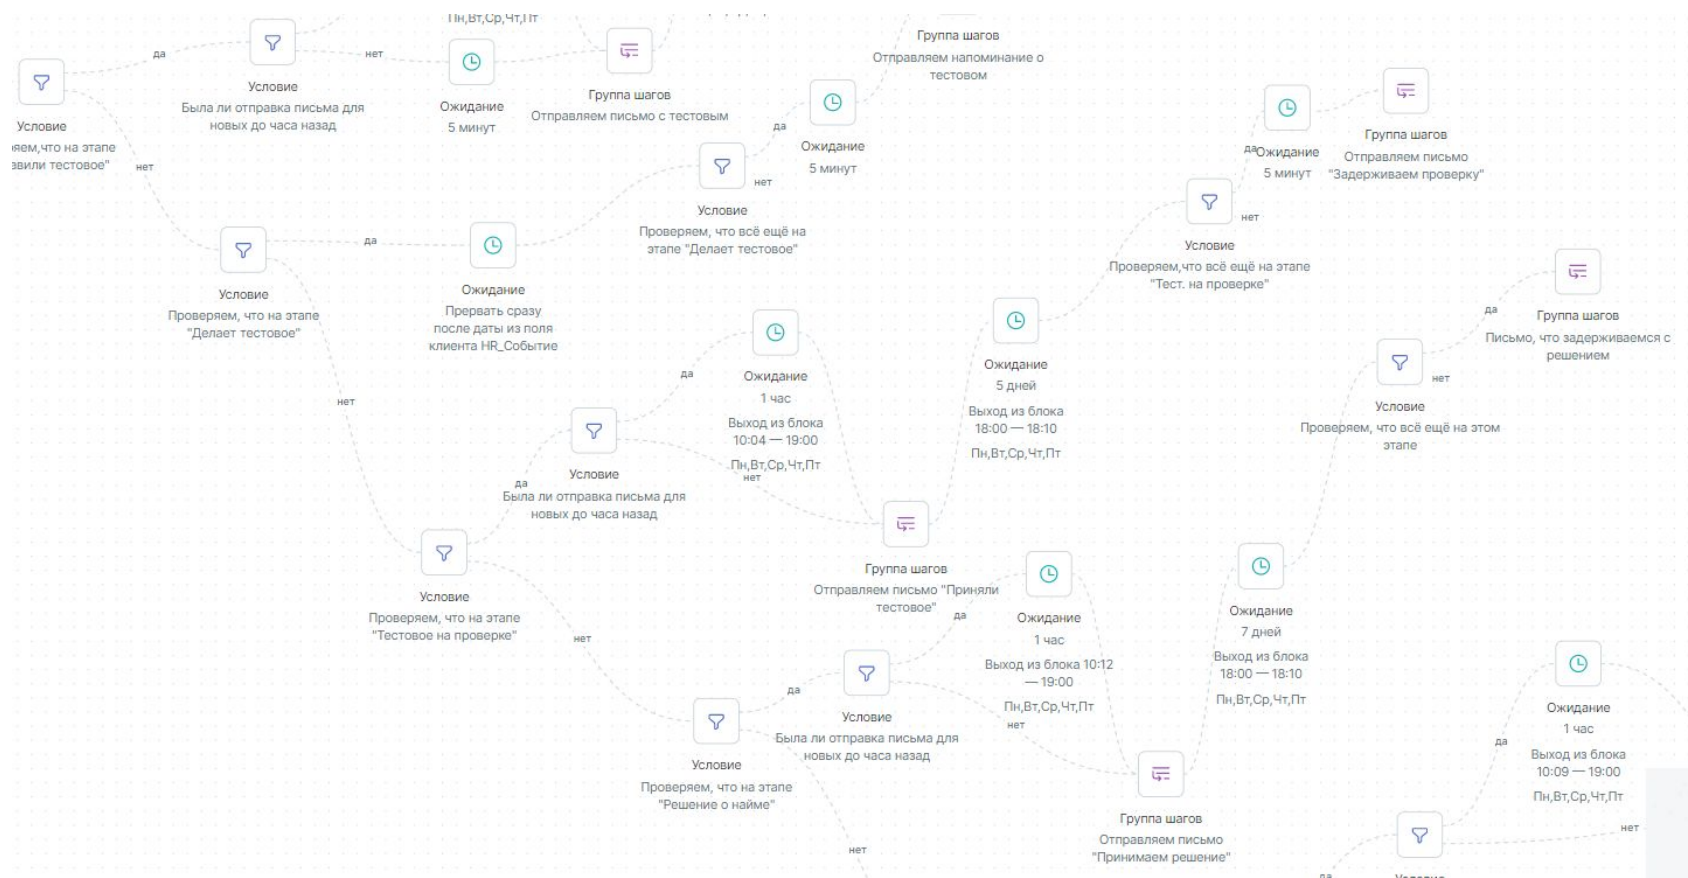 Пн,Вт,Ср,Чт,Пт
да
нет
Условие
Была ли отправка письма для
новых до часа назад
Ожидание
5 минут
Группа шагов
Отправляем письмо с тестовым
Группа шагов
Отправляем напоминание о
тестовом
Условие
что на этапе
тестовое"
нет
да
Ожидание
5 минут
нет
Условие
Проверяем, что всё ещё на
этапе "Делает тестовое"
да
Ожидание
5 минут
Группа шагов
Отправляем письмо
"Задерживаем проверку"
нет
Условие
Проверяем,что всё ещё на этапе
"Тест. на проверке"
да
Условие
Проверяем, что на этапе
"Делает тестовое"
Ожидание
Прервать сразу
после даты из поля
клиента HR_Событие
нет
да
Ожидание
1 час
Выход из блока
10:04 — 19:00
Пн,Вт,Ср,Чт,Пт
нет
Ожидание
5 дней
Выход из блока
18:00 — 18:10
Пн,Вт,Ср,Чт,Пт
да
Группа шагов
Письмо, что задерживаемся с
решением
нет
Условие
Проверяем, что всё ещё на этом
этапе
да
Условие
Была ли отправка письма для
новых до часа назад
Условие
Проверяем, что на этапе
"Тестовое на проверке"
нет
Группа шагов
Отправляем письмо "Приняли
тестовое"
да
Ожидание
1 час
Выход из блока 10:12
— 19:00
Пн,Вт,Ср,Чт,Пт
нет
Ожидание
7 дней
Выход из блока
18:00 — 18:10
Пн,Вт,Ср,Чт,Пт
да
Условие
Была ли отправка письма для
новых до часа назад
Условие
Проверяем, что на этапе
"Решение о найме"
нет
Группа шагов
Отправляем письмо
"Принимаем решение"
да
Ожидание
1 час
Выход из блока
10:09 — 19:00
Пн,Вт,Ср,Чт,Пт
нет
да
Условие